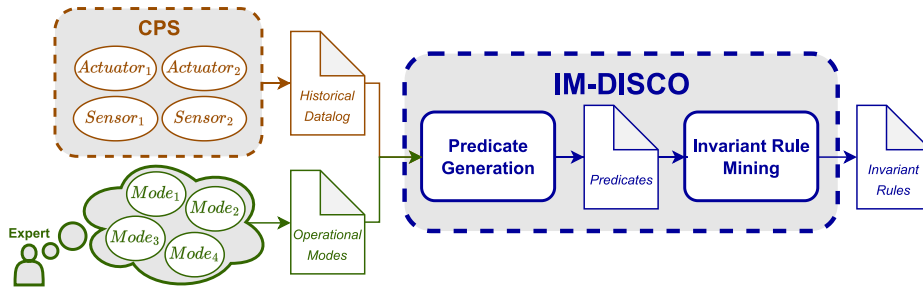 CPS
Actuator₁
Actuator₂
Sensor₁
Sensor₂
Historical
Datalog
Expert
Mode₁
Mode₂
Mode₃
Mode₄
Operational
Modes
IM-DISCO
Predicate
Generation
Predicates
Invariant Rule
Mining
Invariant
Rules